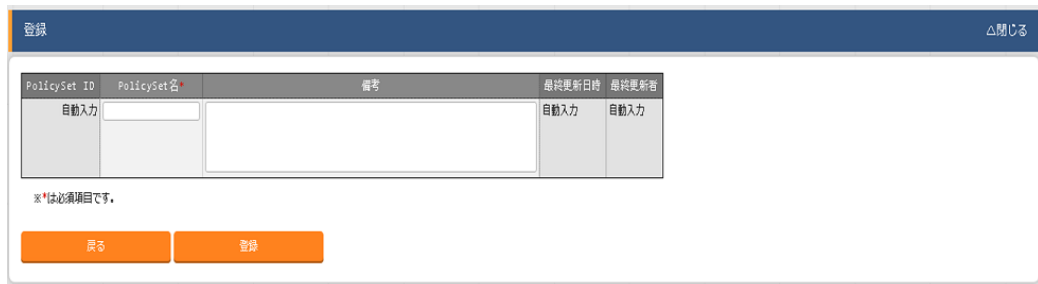 登録 △閉じる
PolicySet ID PolicySet名* 備考 最終更新日時 最終更新者
自動入力 自動入力 自動入力
※*は必須項目です。
戻る 登録